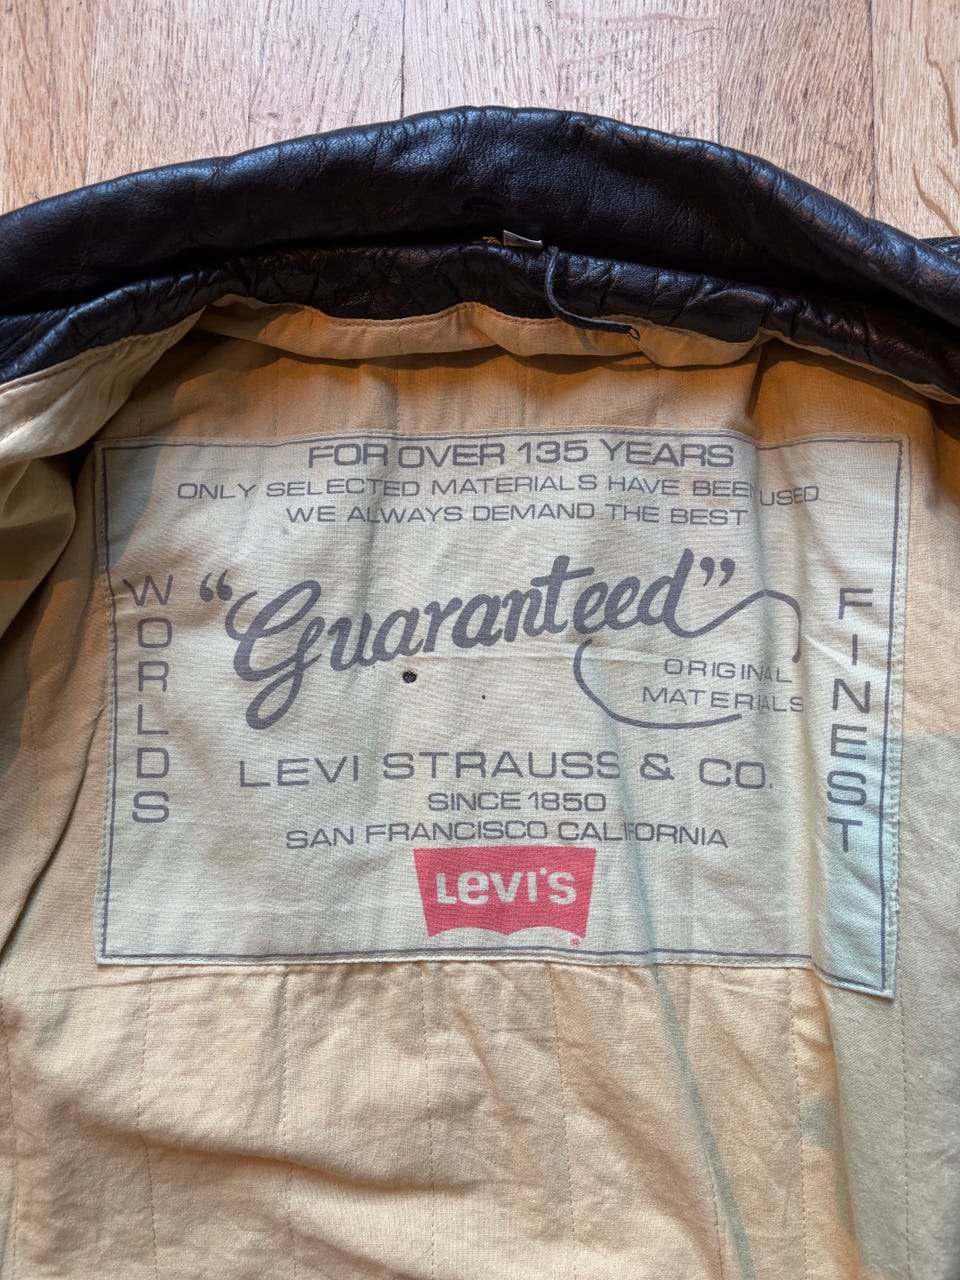 FOR OVER 135 YEARS
ONLY SELECTED MATERIALS HAVE BEEN USED
WE ALWAYS DEMAND THE BEST
WORLDS
"Guaranteed"
FINEST
ORIGINAL
MATERIALS
LEVI STRAUSS & CO.
SINCE 1850
SAN FRANCISCO CALIFORNIA
LEVI'S
®